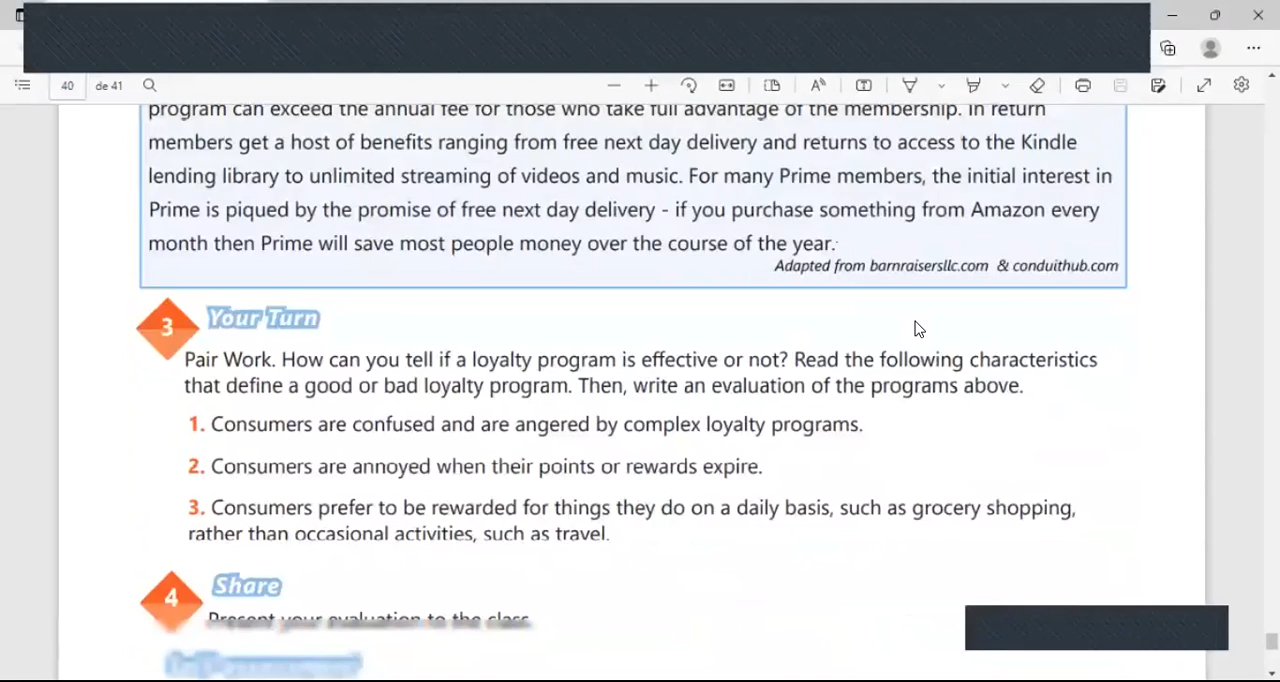 40 de 41
program can exceed the annual fee for those who take full advantage of the membership. In return
members get a host of benefits ranging from free next day delivery and returns to access to the Kindle
lending library to unlimited streaming of videos and music. For many Prime members, the initial interest in
Prime is piqued by the promise of free next day delivery - if you purchase something from Amazon every
month then Prime will save most people money over the course of the year.
Adapted from barnraisersllc.com & conduithub.com
3 Your Turn
Pair Work. How can you tell if a loyalty program is effective or not? Read the following characteristics
that define a good or bad loyalty program. Then, write an evaluation of the programs above.
1. Consumers are confused and are angered by complex loyalty programs.
2. Consumers are annoyed when their points or rewards expire.
3. Consumers prefer to be rewarded for things they do on a daily basis, such as grocery shopping,
rather than occasional activities, such as travel.
4 Share
Present your evaluation to the class.